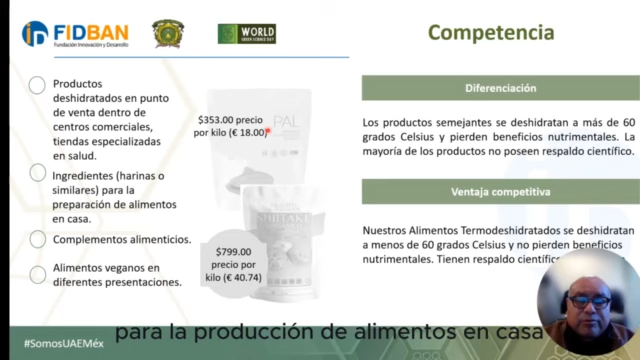 FIDBAN
Fundación Innovación y Desarrollo
WORLD
GREEN SCIENCE DAY
Competencia
Productos
deshidratados en punto
de venta dentro de
centros comerciales,
tiendas especializadas
en salud.
Ingredientes (harinas o
similares) para la
preparación de alimentos
en casa.
Complementos alimenticios.
Alimentos veganos en
diferentes presentaciones.
PAL
$353.00 precio
por kilo (€ 18.00)
SHIITAKE
$799.00
precio por
kilo (€ 40.74)
Diferenciación
Los productos semejantes se deshidratan a más de 60
grados Celsius y pierden beneficios nutrimentales. La
mayoría de los productos no poseen respaldo científico.
Ventaja competitiva
Nuestros Alimentos Termodeshidratados se deshidratan
a menos de 60 grados Celsius y no pierden beneficios
nutrimentales. Tienen respaldo científico
para la producción de alimentos en casa
#SomosUAEMéx